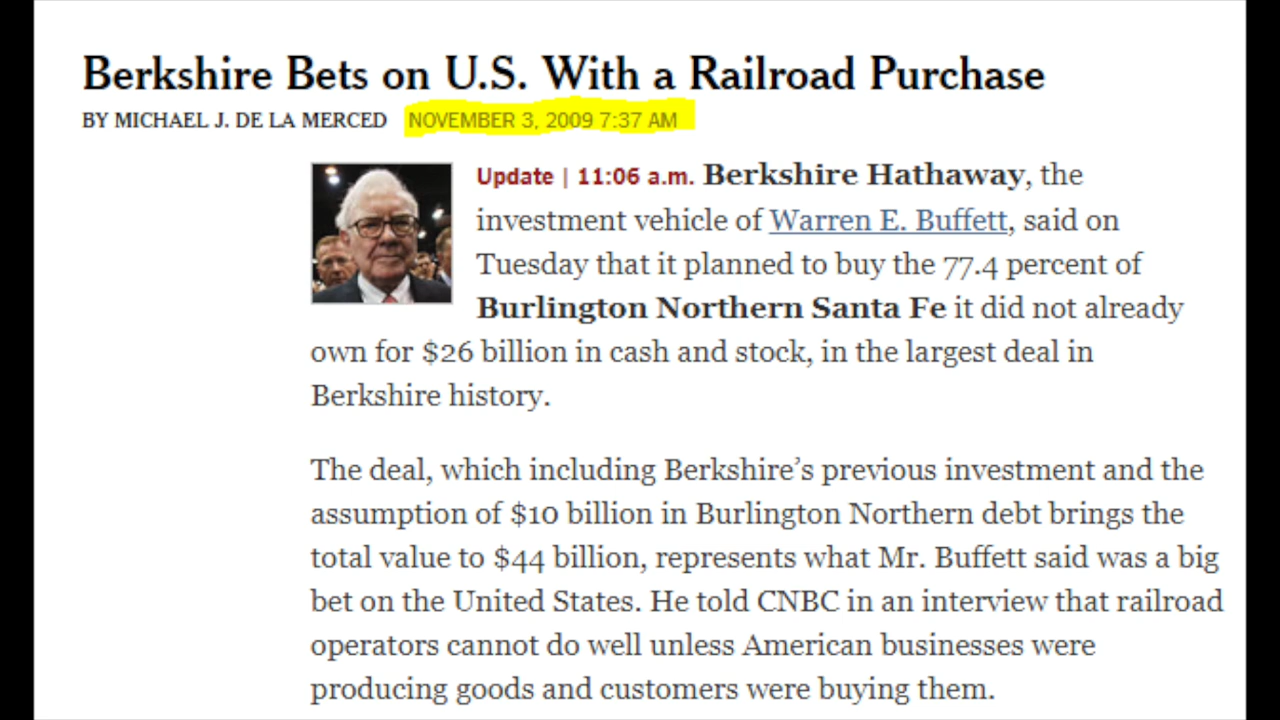 Berkshire Bets on U.S. With a Railroad Purchase
BY MICHAEL J. DE LA MERCED NOVEMBER 3, 2009 7:37 AM
Update | 11:06 a.m. Berkshire Hathaway, the
investment vehicle of Warren E. Buffett, said on
Tuesday that it planned to buy the 77.4 percent of
Burlington Northern Santa Fe it did not already
own for $26 billion in cash and stock, in the largest deal in
Berkshire history.
The deal, which including Berkshire’s previous investment and the
assumption of $10 billion in Burlington Northern debt brings the
total value to $44 billion, represents what Mr. Buffett said was a big
bet on the United States. He told CNBC in an interview that railroad
operators cannot do well unless American businesses were
producing goods and customers were buying them.